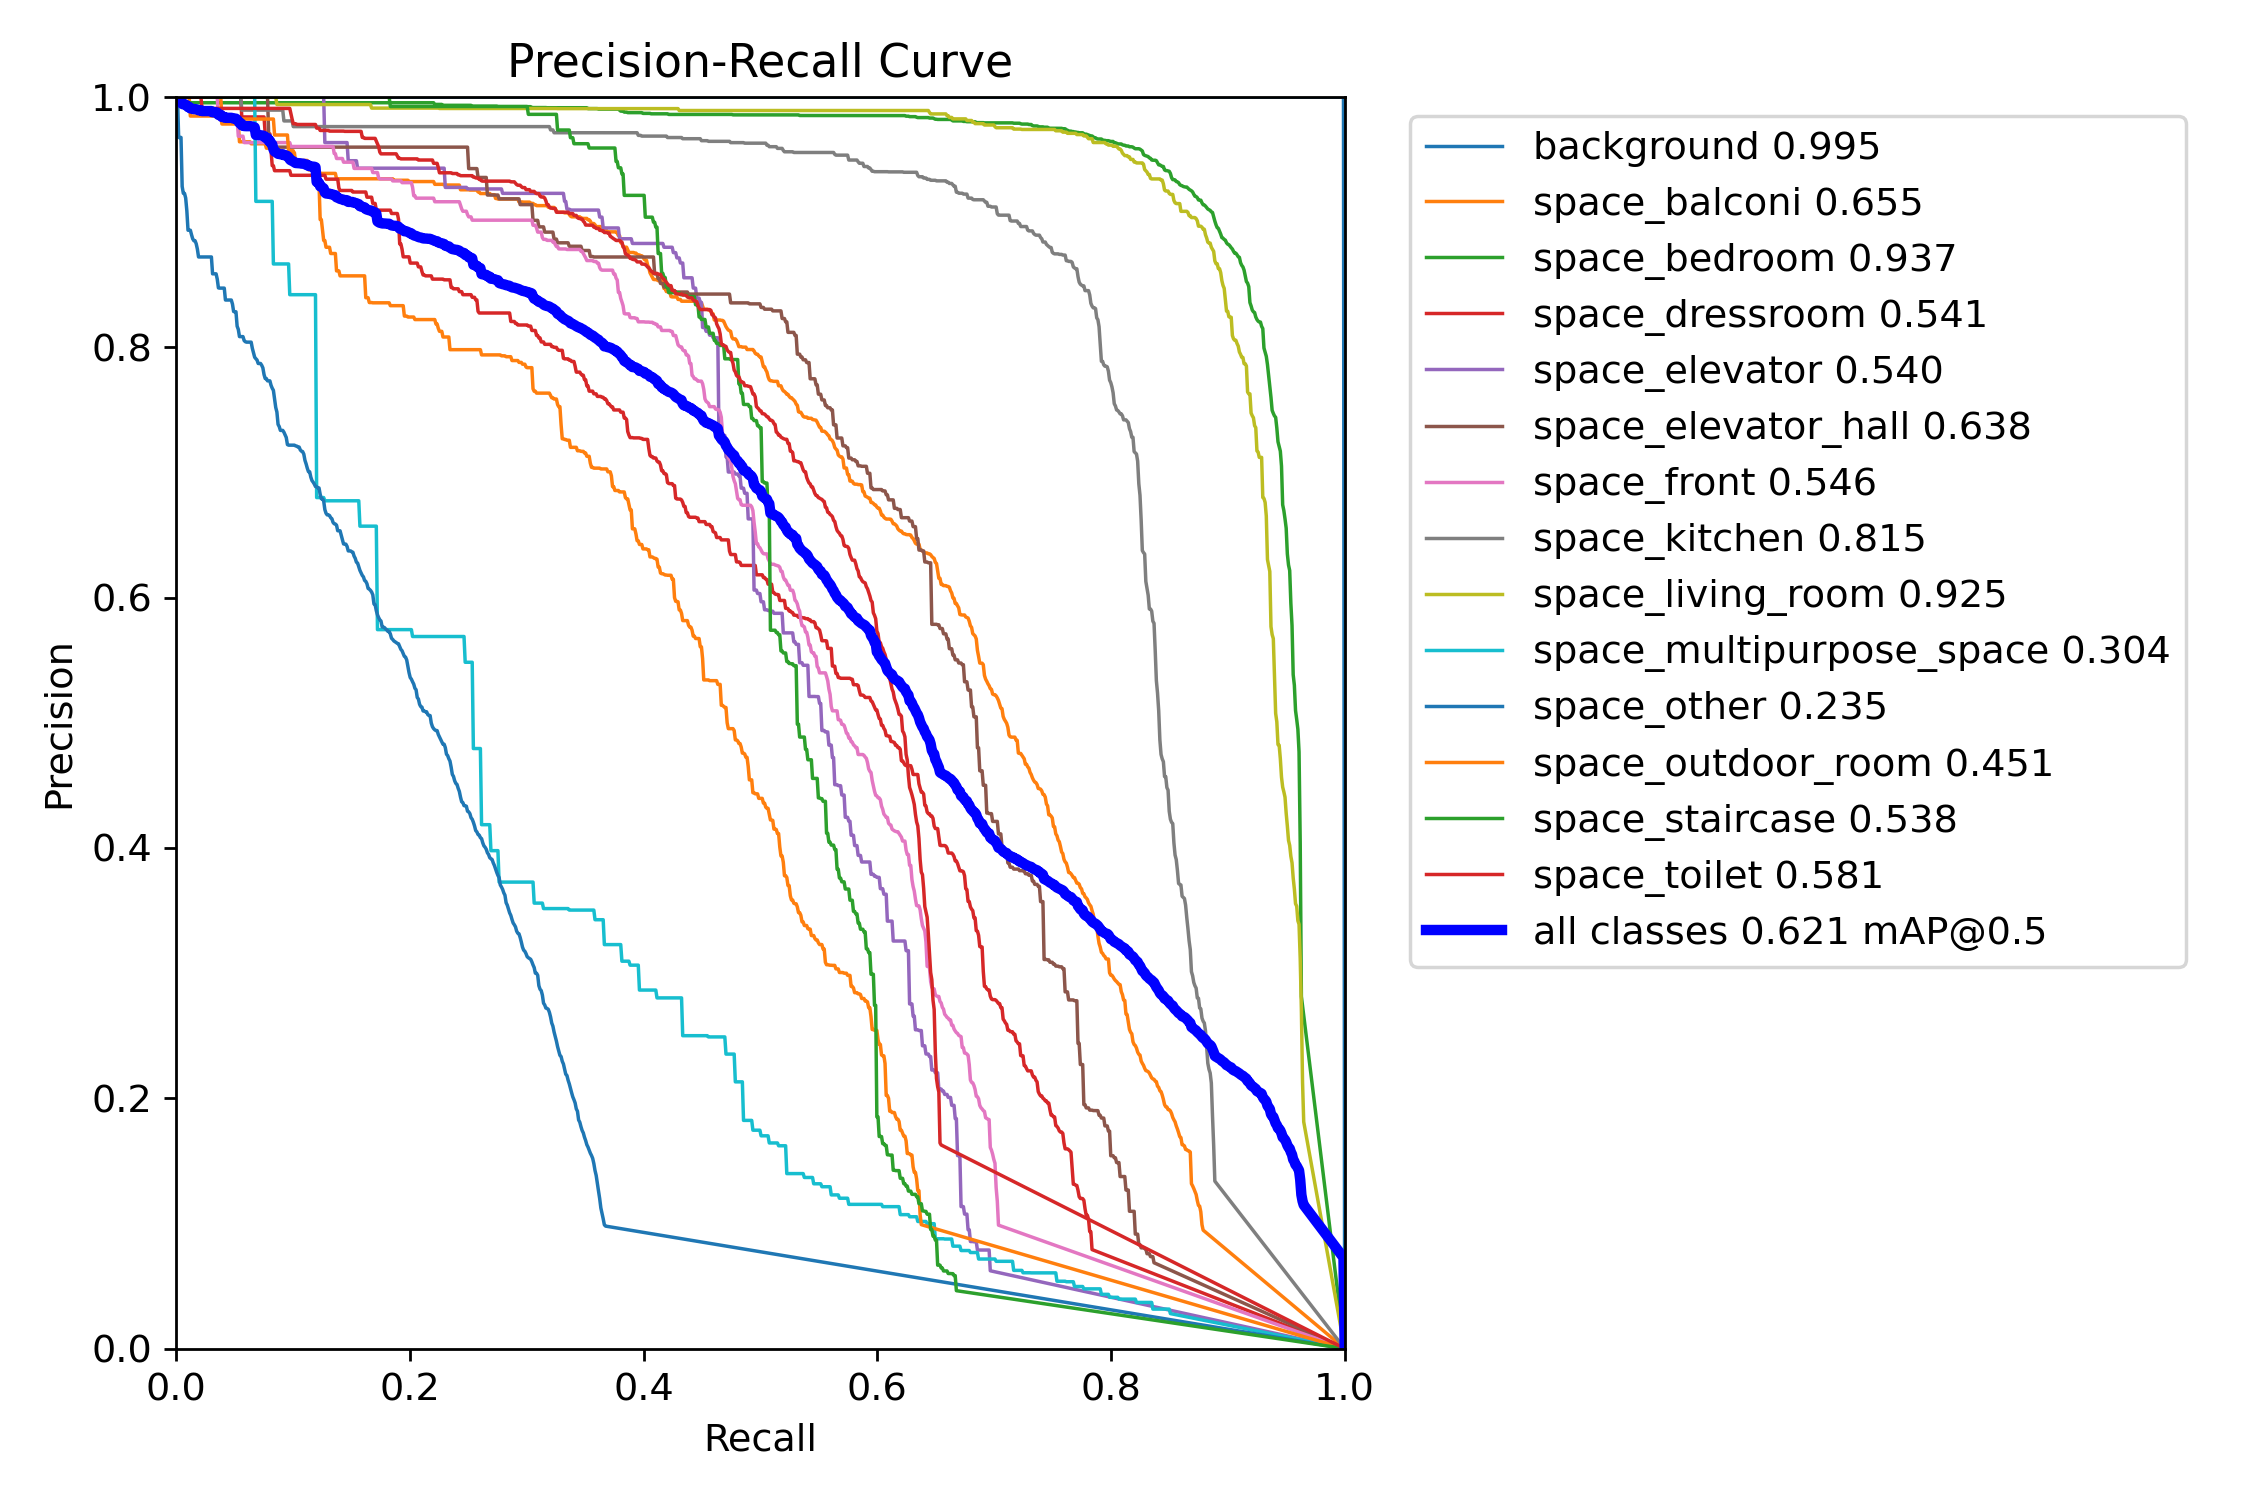 Precision-Recall Curve
1.0
0.8
0.6
0.4
0.2
0.0
Precision
0.0 0.2 0.4 0.6 0.8 1.0
Recall
background 0.995
space_balconi 0.655
space_bedroom 0.937
space_dressroom 0.541
space_elevator 0.540
space_elevator_hall 0.638
space_front 0.546
space_kitchen 0.815
space_living_room 0.925
space_multipurpose_space 0.304
space_other 0.235
space_outdoor_room 0.451
space_staircase 0.538
space_toilet 0.581
all classes 0.621 mAP@0.5